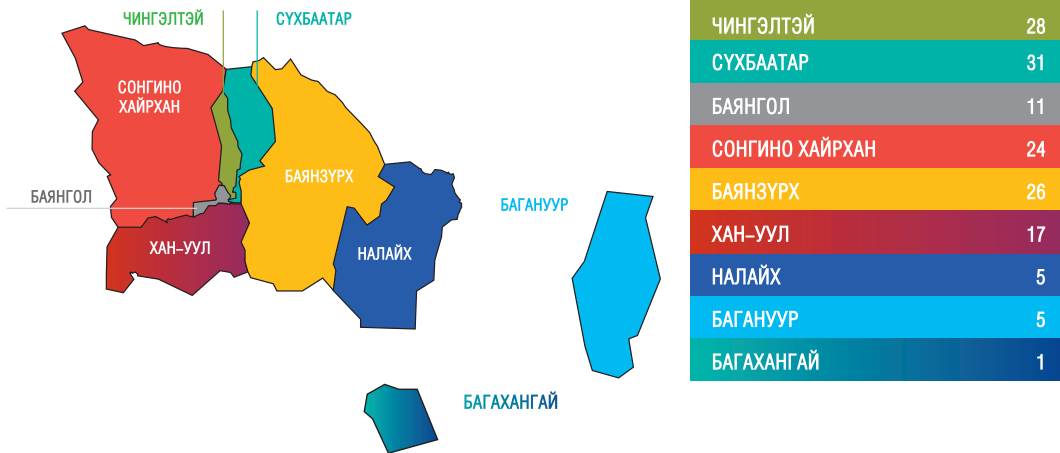 ЧИНГЭЛТЭЙ
СҮХБААТАР
СОНГИНО
ХАЙРХАН
БАЯНЗҮРХ
БАЯНГОЛ
ХАН-УУЛ
НАЛАЙХ
БАГАНУУР
БАГАХАНГАЙ
ЧИНГЭЛТЭЙ 28
СҮХБААТАР 31
БАЯНГОЛ 11
СОНГИНО ХАЙРХАН 24
БАЯНЗҮРХ 26
ХАН-УУЛ 17
НАЛАЙХ 5
БАГАНУУР 5
БАГАХАНГАЙ 1